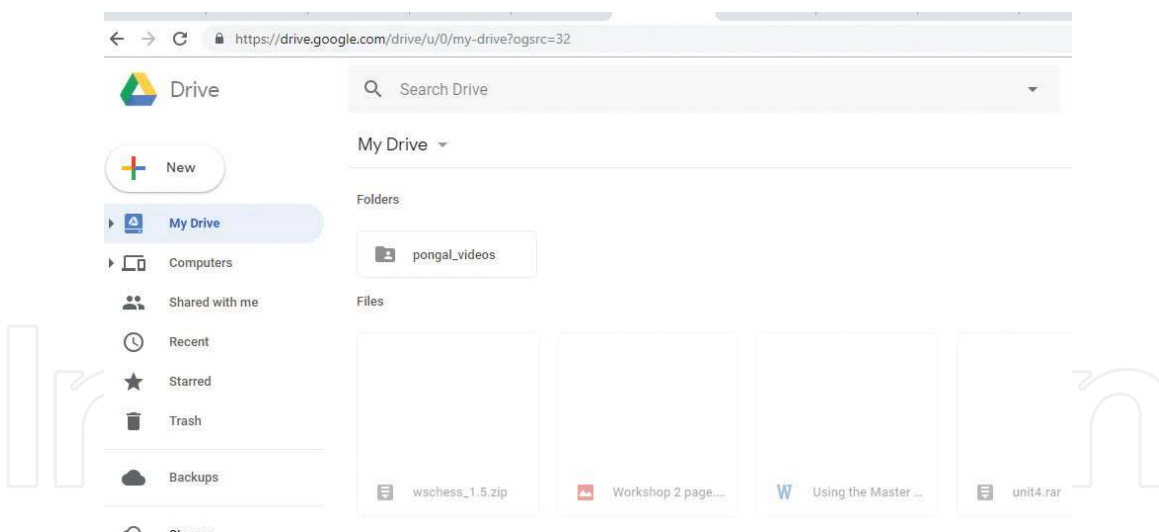 https://drive.google.com/drive/u/0/my-drive?ogsrc=32
Drive
Search Drive
My Drive
New
Folders
My Drive
pongal_videos
Computers
Shared with me
Files
Recent
Starred
Trash
Backups
wschess_1.5.zip
Workshop 2 page....
Using the Master ...
unit4.rar